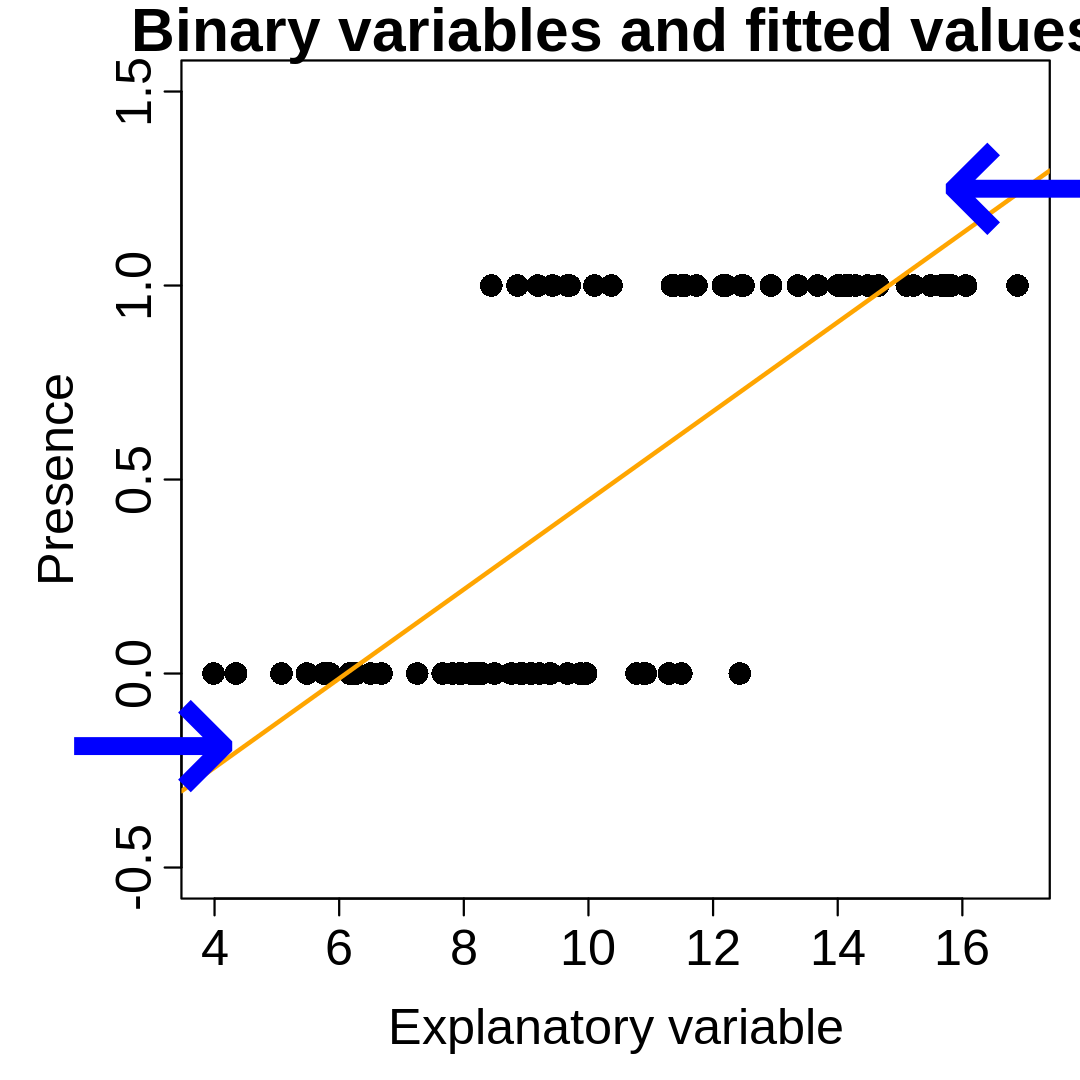 Binary variables and fitted values
1.5
1.0
0.5
0.0
-0.5
Presence
4 6 8 10 12 14 16
Explanatory variable